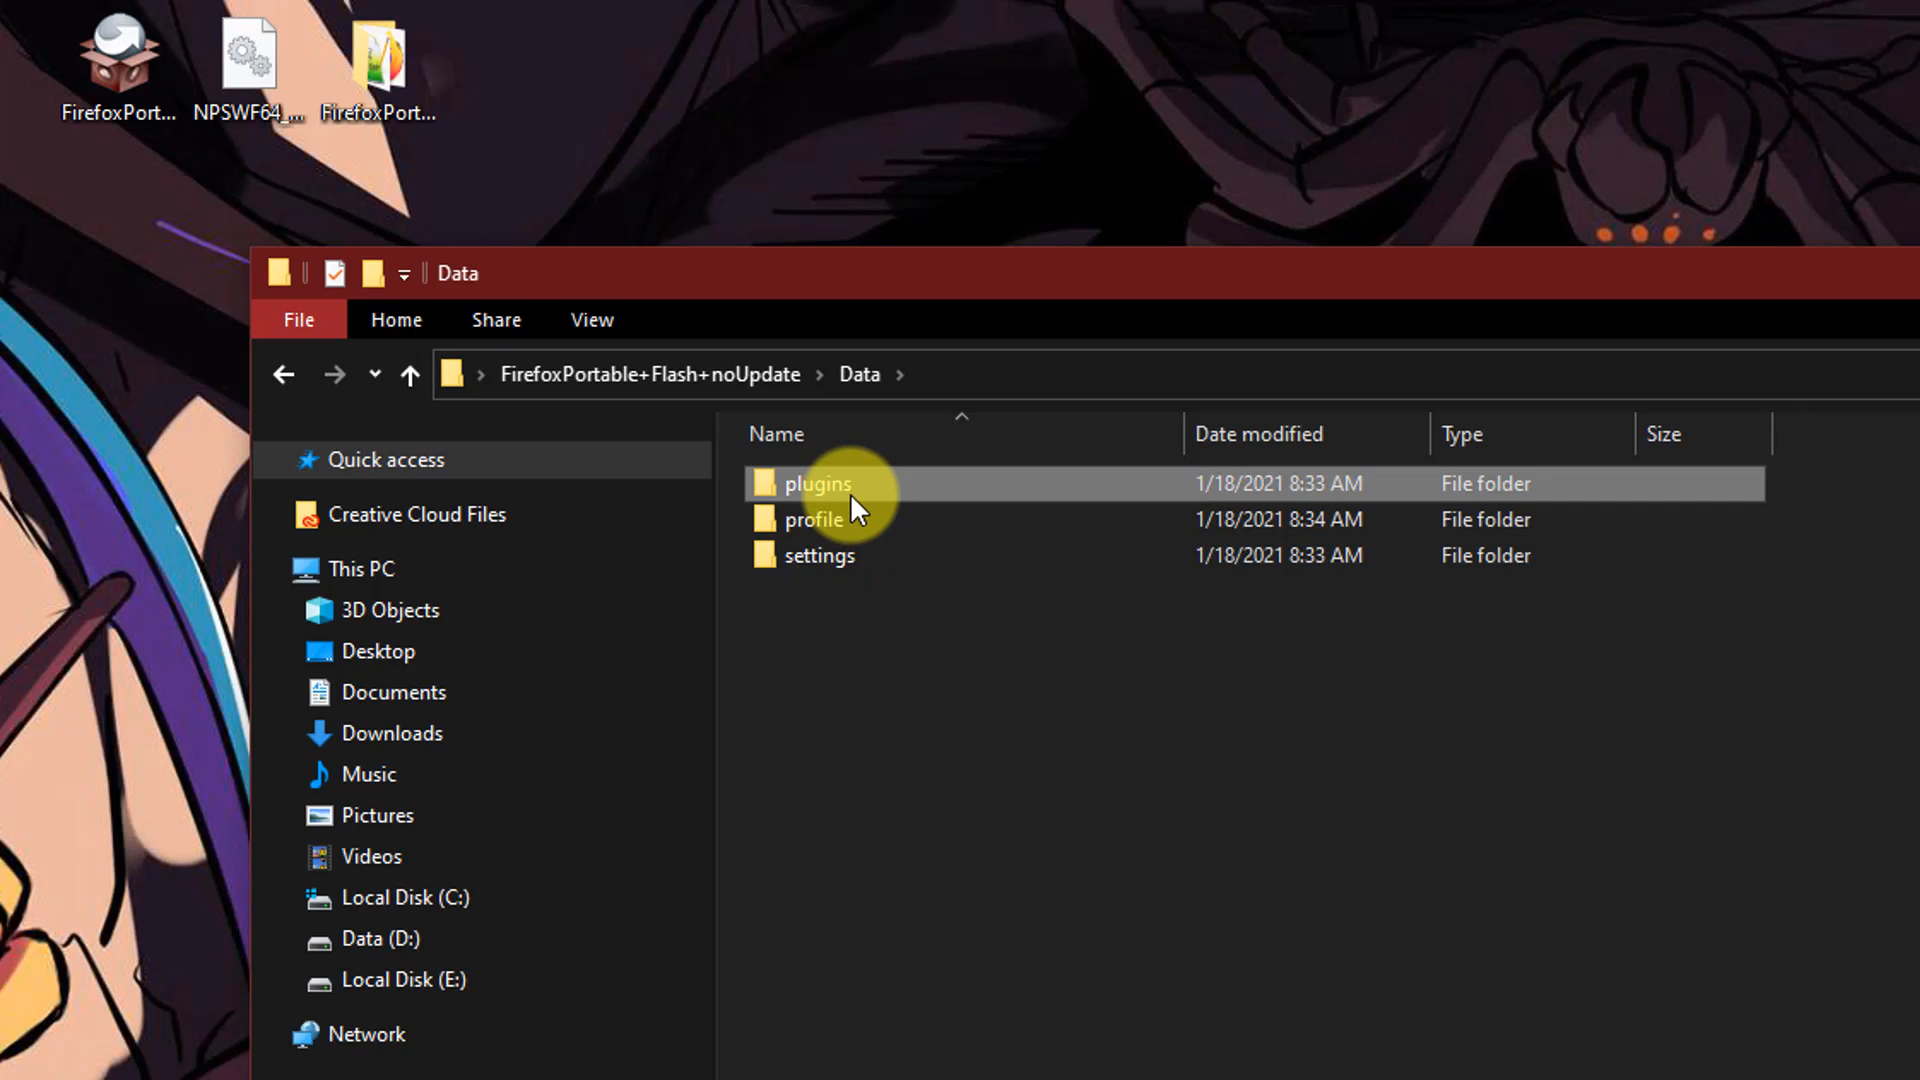 FirefoxPort... NPSWF64_... FirefoxPort...
Data
File Home Share View
FirefoxPortable+Flash+noUpdate Data
Name Date modified Type Size
Quick access
plugins 1/18/2021 8:33 AM File folder
Creative Cloud Files
profile 1/18/2021 8:34 AM File folder
settings 1/18/2021 8:33 AM File folder
This PC
3D Objects
Desktop
Documents
Downloads
Music
Pictures
Videos
Local Disk (C:)
Data (D:)
Local Disk (E:)
Network